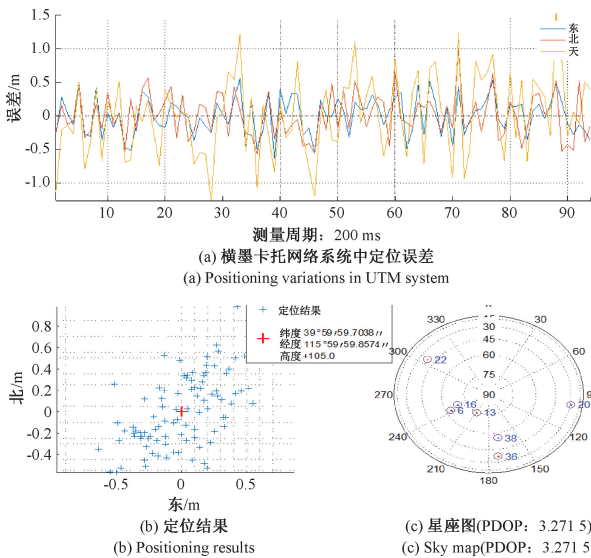 1.5
1.0
0.5
0
-0.5
-1.0
误差/m
东
北
天
10 20 30 40 50 60 70 80 90
测量周期：200 ms
(a) 横墨卡托网络系统中定位误差
(a) Positioning variations in UTM system
0.8
0.6
0.4
0.2
0
-0.2
-0.4
北/m
定位结果
纬度 39°59′59.7038″
经度 115°59′59.8574″
高度+105.0
-0.5 0 0.5
东/m
(b) 定位结果
(b) Positioning results
330 30
300 60
270
240 120
210 150
180
15
30
45
60
75
90
22
16
6
13
20
38
36
(c) 星座图(PDOP：3.271 5)
(c) Sky map(PDOP：3.271 5)